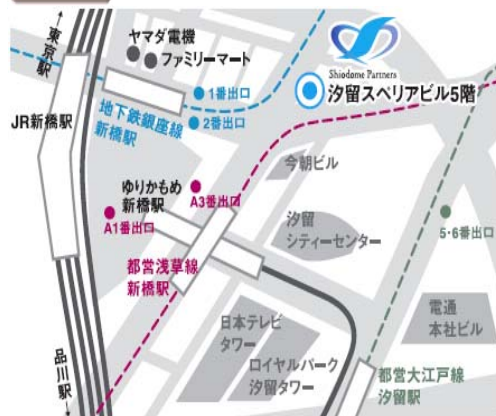 ←東京駅
ヤマダ電機
ファミリーマート
Shiodome Partners
汐留スペリアビル5階
1番出口
2番出口
地下鉄銀座線
新橋駅
JR新橋駅
今朝ビル
ゆりかもめ
新橋駅
A3番出口
A1番出口
汐留
シティーセンター
5・6番出口
都営浅草線
新橋駅
日本テレビ
タワー
電通
本社ビル
ロイヤルパーク
汐留タワー
都営大江戸線
汐留駅
品川駅→